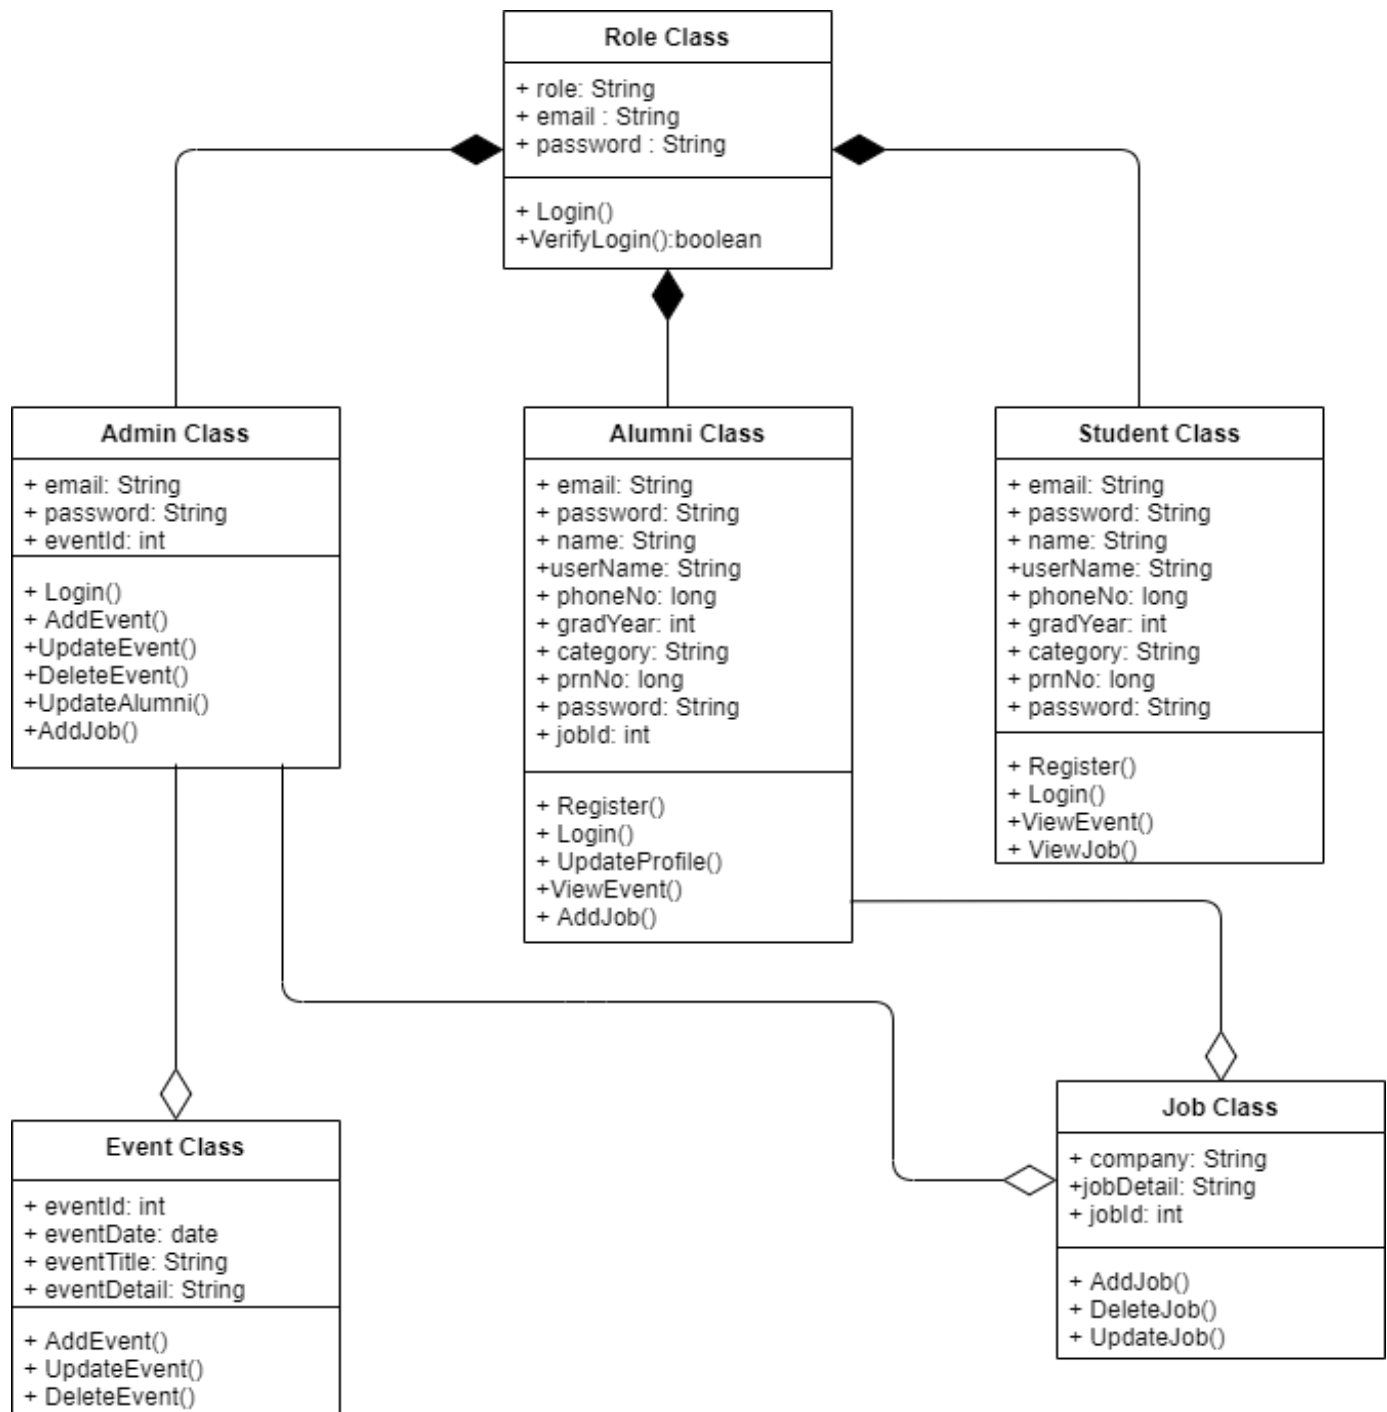 Role Class
+ role: String
+ email : String
+ password : String
+ Login()
+VerifyLogin():boolean
Admin Class
+ email: String
+ password: String
+ eventId: int
+ Login()
+ AddEvent()
+UpdateEvent()
+DeleteEvent()
+UpdateAlumni()
+AddJob()
Alumni Class
+ email: String
+ password: String
+ name: String
+userName: String
+ phoneNo: long
+ gradYear: int
+ category: String
+ prnNo: long
+ password: String
+ jobId: int
+ Register()
+ Login()
+ UpdateProfile()
+ViewEvent()
+ AddJob()
Student Class
+ email: String
+ password: String
+ name: String
+userName: String
+ phoneNo: long
+ gradYear: int
+ category: String
+ prnNo: long
+ password: String
+ Register()
+ Login()
+ViewEvent()
+ ViewJob()
Event Class
+ eventId: int
+ eventDate: date
+ eventTitle: String
+ eventDetail: String
+ AddEvent()
+ UpdateEvent()
+ DeleteEvent()
Job Class
+ company: String
+jobDetail: String
+ jobId: int
+ AddJob()
+ DeleteJob()
+ UpdateJob()